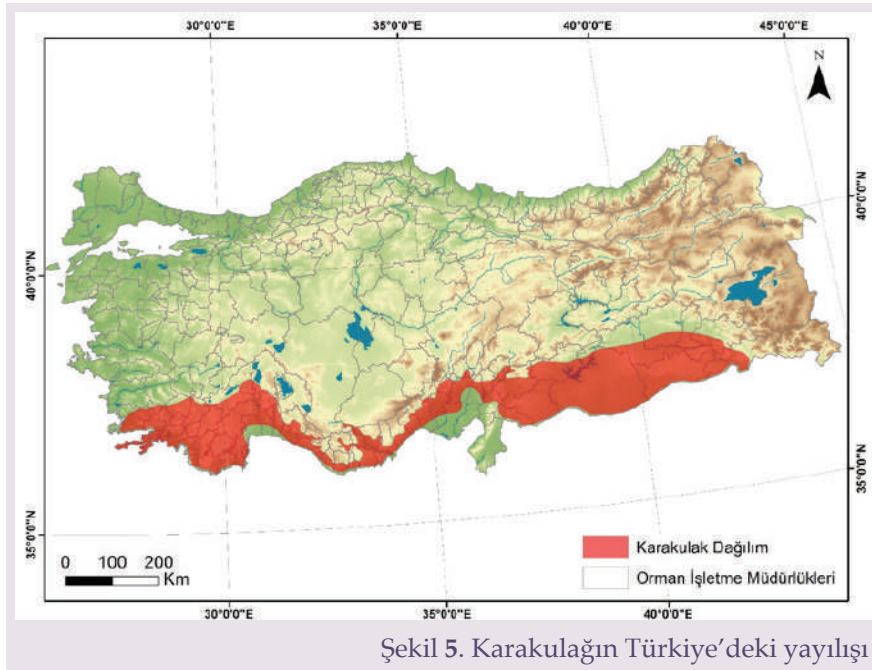 30°0'0"E 35°0'0"E 40°0'0"E 45°0'0"E
N
40°0'0"N 40°0'0"N
35°0'0"N 35°0'0"N
0 100 200
Km
Karakulak Dağılım
Orman İşletme Müdürlükleri
30°0'0"E 35°0'0"E 40°0'0"E
Şekil 5. Karakulağın Türkiye'deki yayılışı